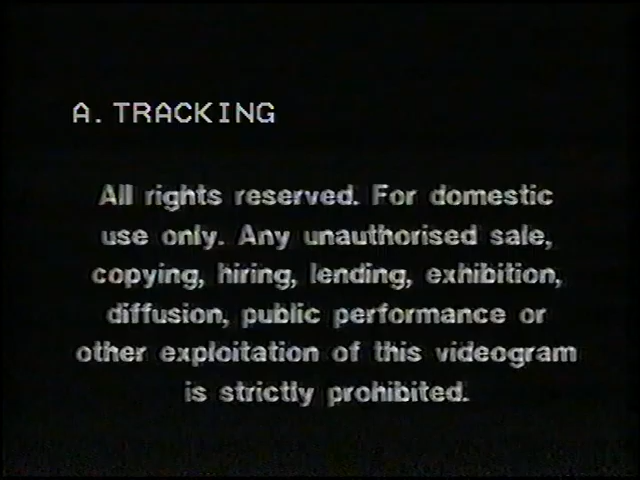 A. TRACKING
All rights reserved. For domestic
use only. Any unauthorised sale,
copying, hiring, lending, exhibition,
diffusion, public performance or
other exploitation of this videogram
is strictly prohibited.